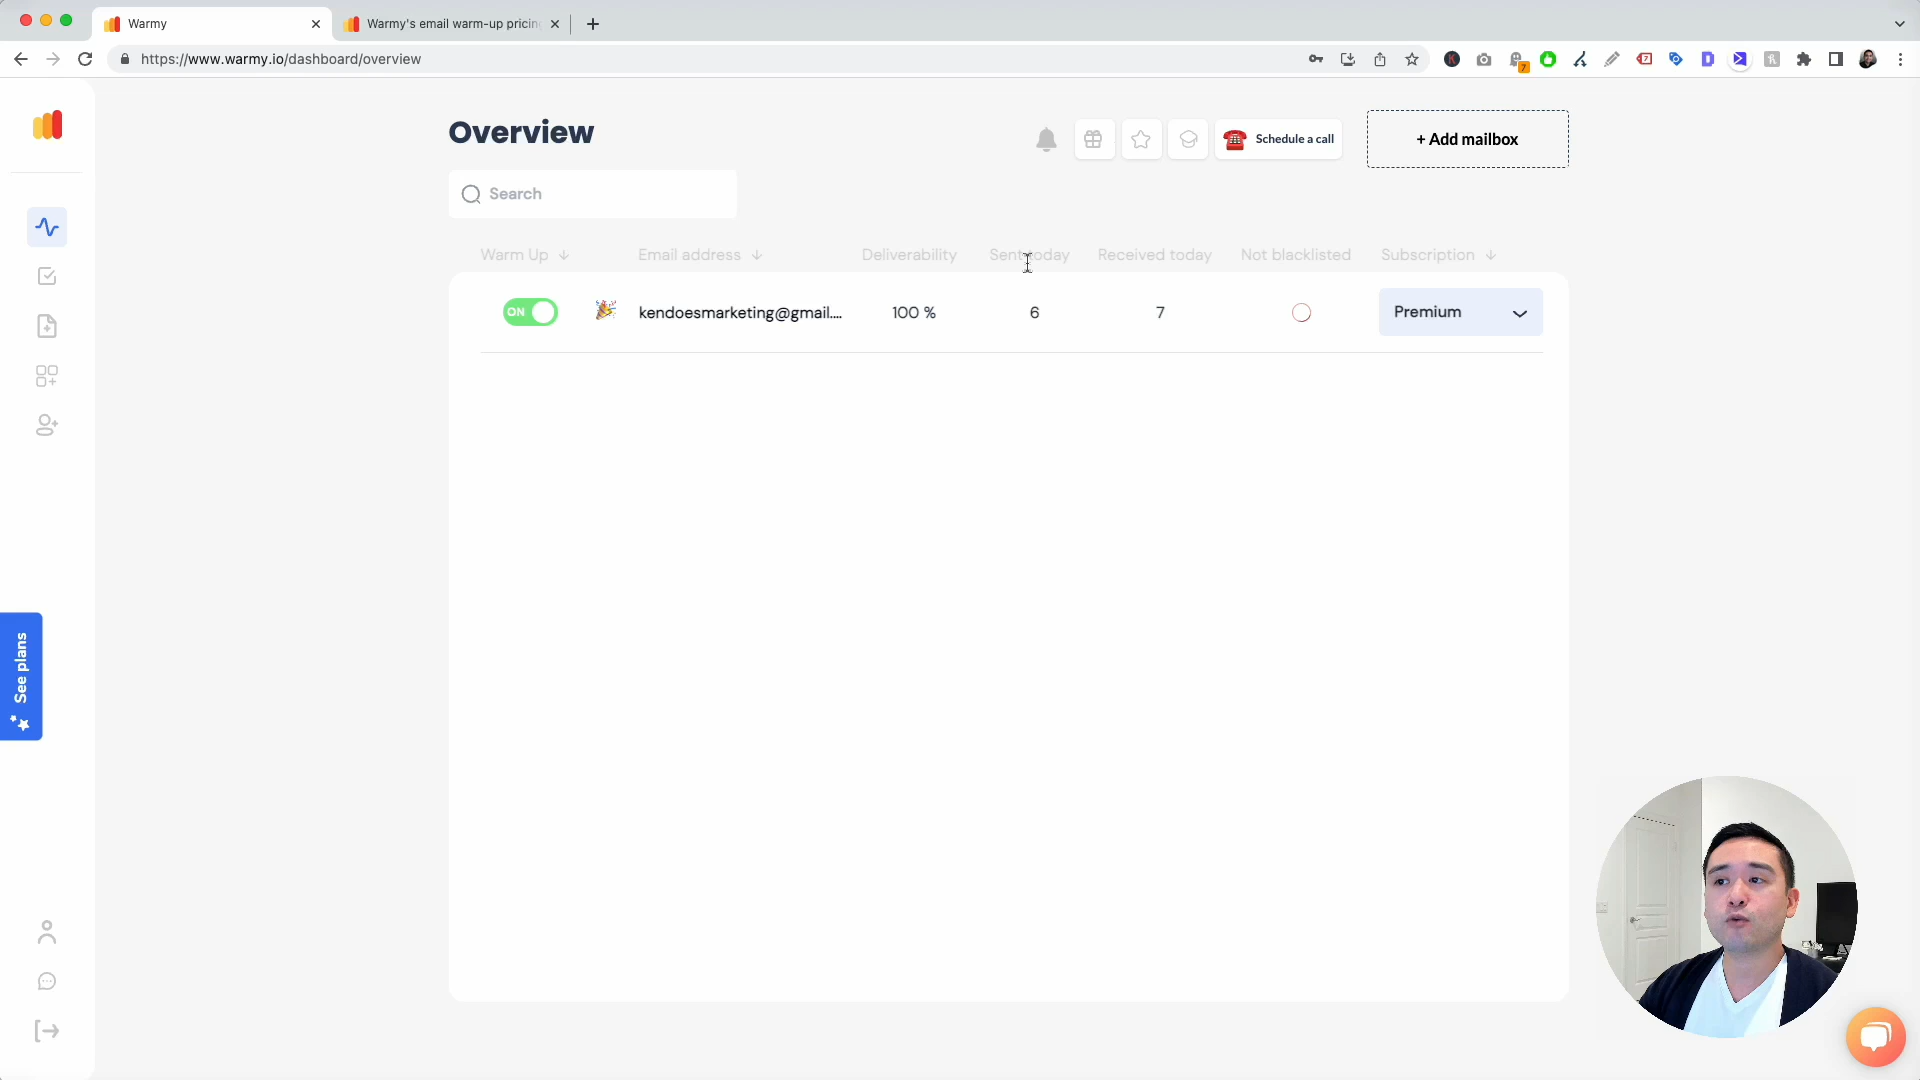 Warmy
Warmy's email warm-up pricin
https://www.warmy.io/dashboard/overview
7
Overview
Schedule a call
+ Add mailbox
Search
Warm Up
Email address
Deliverability
Sent today
Received today
Not blacklisted
Subscription
ON
kendoesmarketing@gmail....
100 %
6
7
Premium
See plans